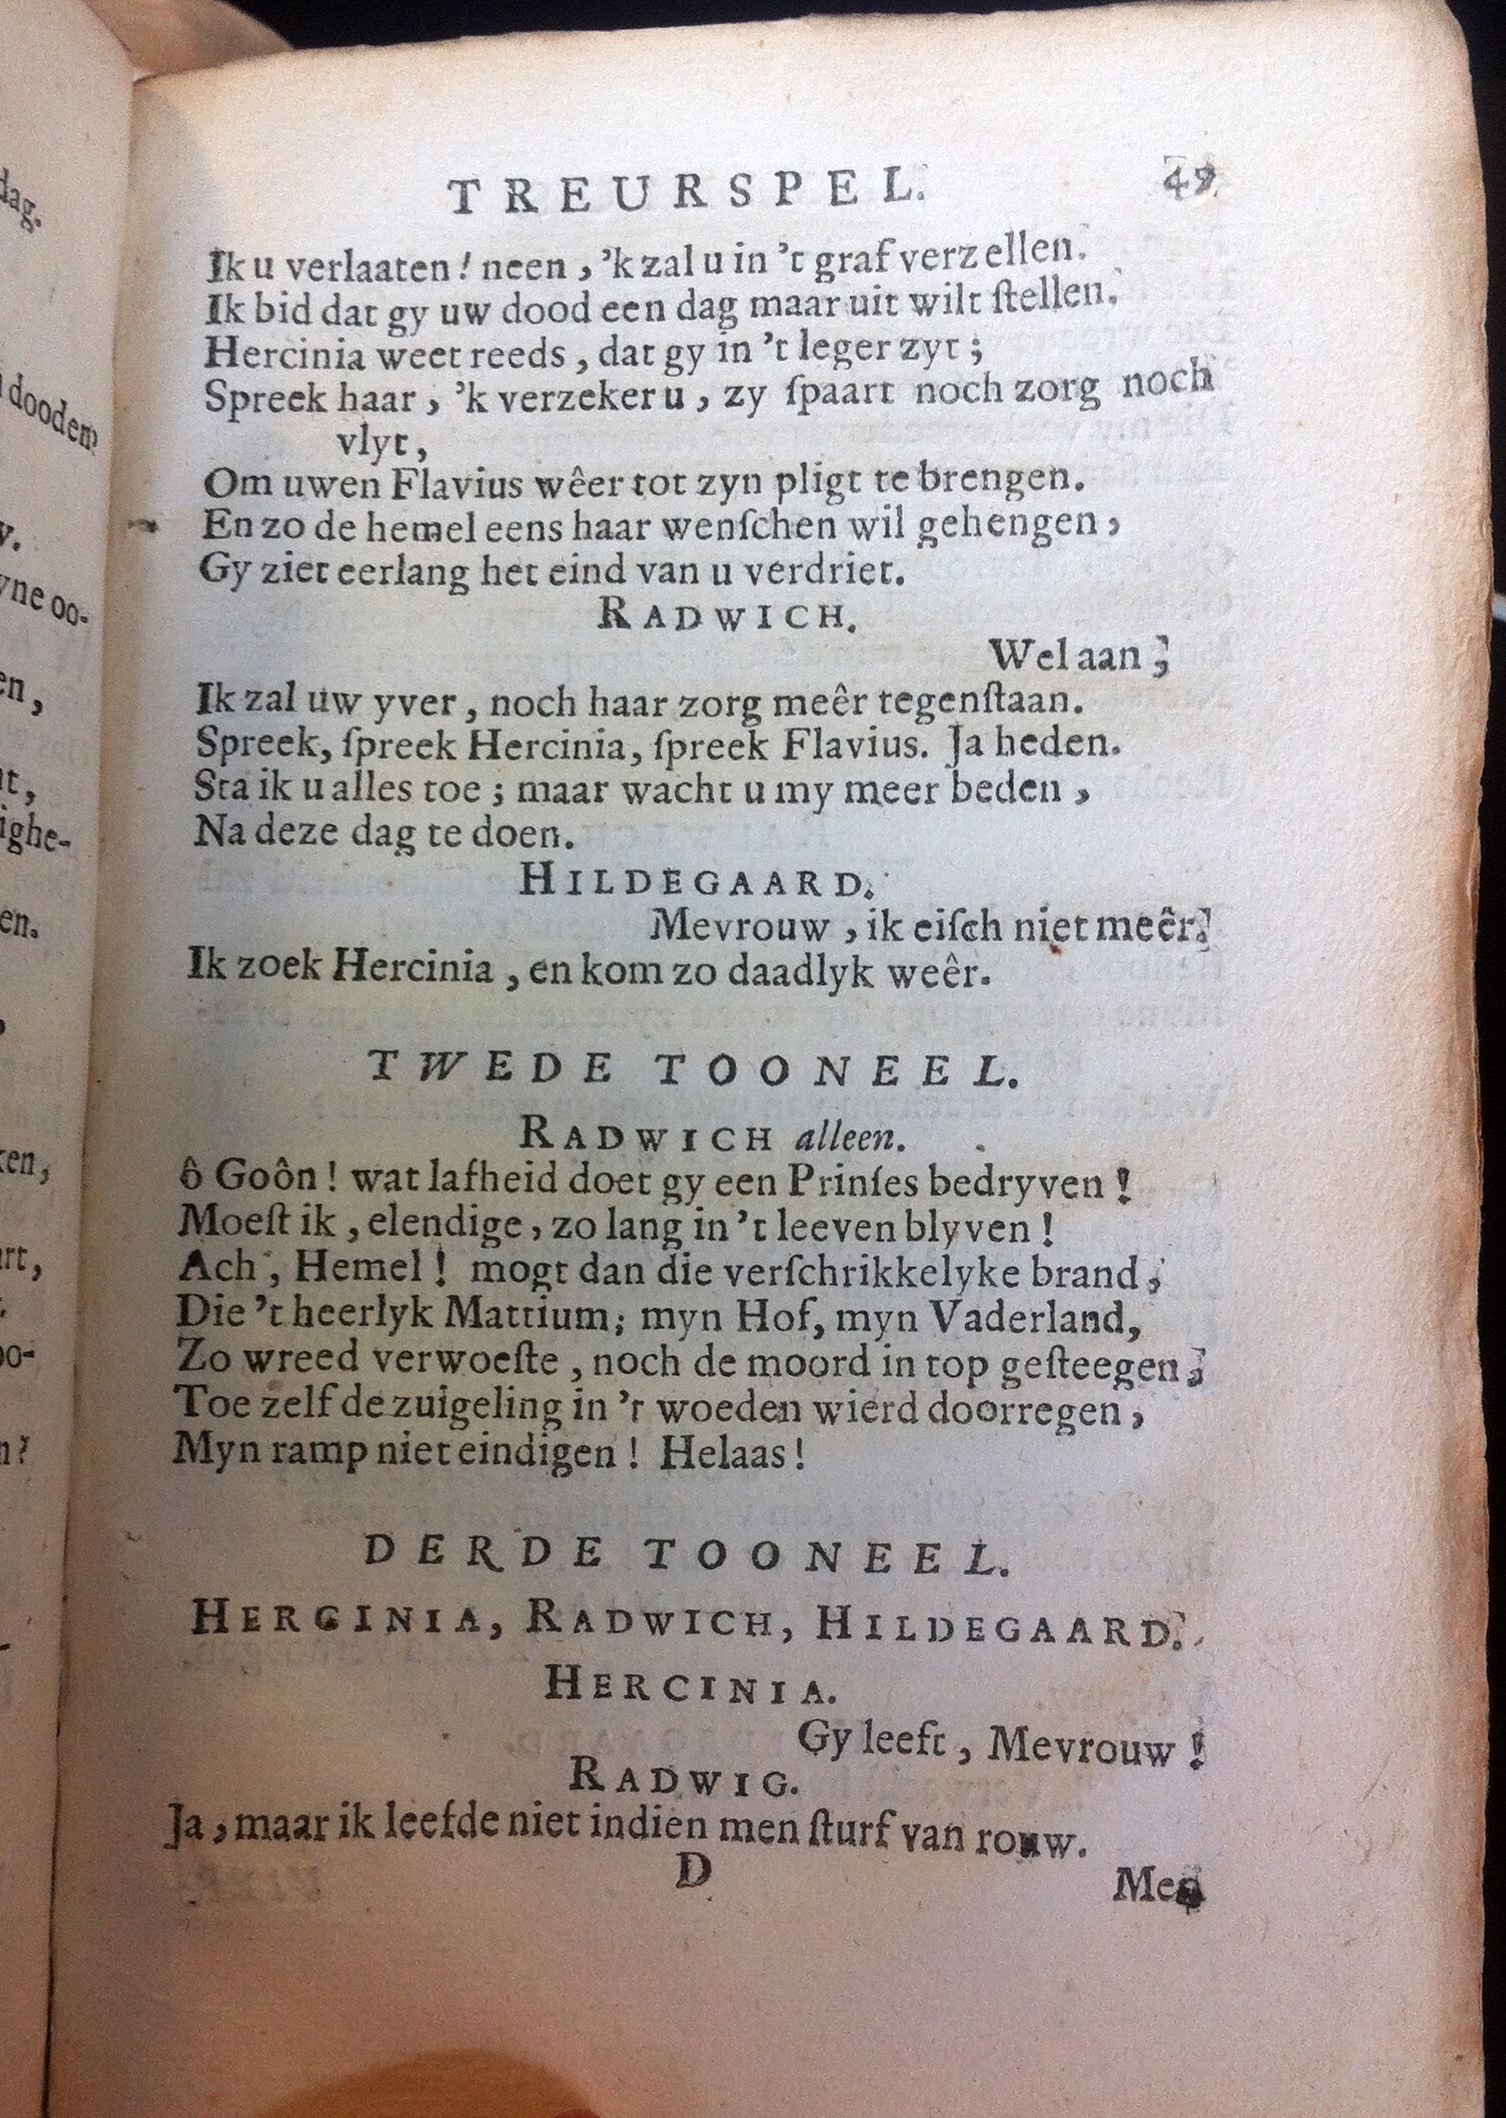 TREURSPEL. 49
Ik u verlaaten! neen, 'k zal u in 't graf verzellen.
Ik bid dat gy uw dood een dag maar uit wilt ſtellen.
Hercinia weet reeds, dat gy in 't leger zyt;
Spreek haar, 'k verzeker u, zy ſpaart noch zorg noch
vlyt,
Om uwen Flavius wêer tot zyn pligt te brengen.
En zo de hemel eens haar wenſchen wil gehengen,
Gy ziet eerlang het eind van u verdriet.
RADWICH.
Wel aan,
Ik zal uw yver, noch haar zorg meêr tegenſtaan.
Spreek, ſpreek Hercinia, ſpreek Flavius. Ja heden.
Sta ik u alles toe; maar wacht u my meer beden,
Na deze dag te doen.
HILDEGAARD.
Mevrouw, ik eiſch niet meêr.
Ik zoek Hercinia, en kom zo daadlyk weêr.
TWEDE TOONEEL.
RADWICH alleen.
ô Goôn! wat lafheid doet gy een Prinſes bedryven!
Moeſt ik, elendige, zo lang in 't leeven blyven!
Ach, Hemel! mogt dan die verſchrikkelyke brand,
Die 't heerlyk Mattium; myn Hof, myn Vaderland,
Zo wreed verwoeſte, noch de moord in top geſteegen,
Toe zelf de zuigeling in 'r woeden wierd doorregen,
Myn ramp niet eindigen! Helaas!
DERDE TOONEEL.
HERCINIA, RADWICH, HILDEGAARD.
HERCINIA.
Gy leeft, Mevrouw!
RADWIG.
Ja, maar ik leefde niet indien men ſturf van rouw.
D Men
dag.
dooden?
yne oo-
en,
ighe-
en.
ken,